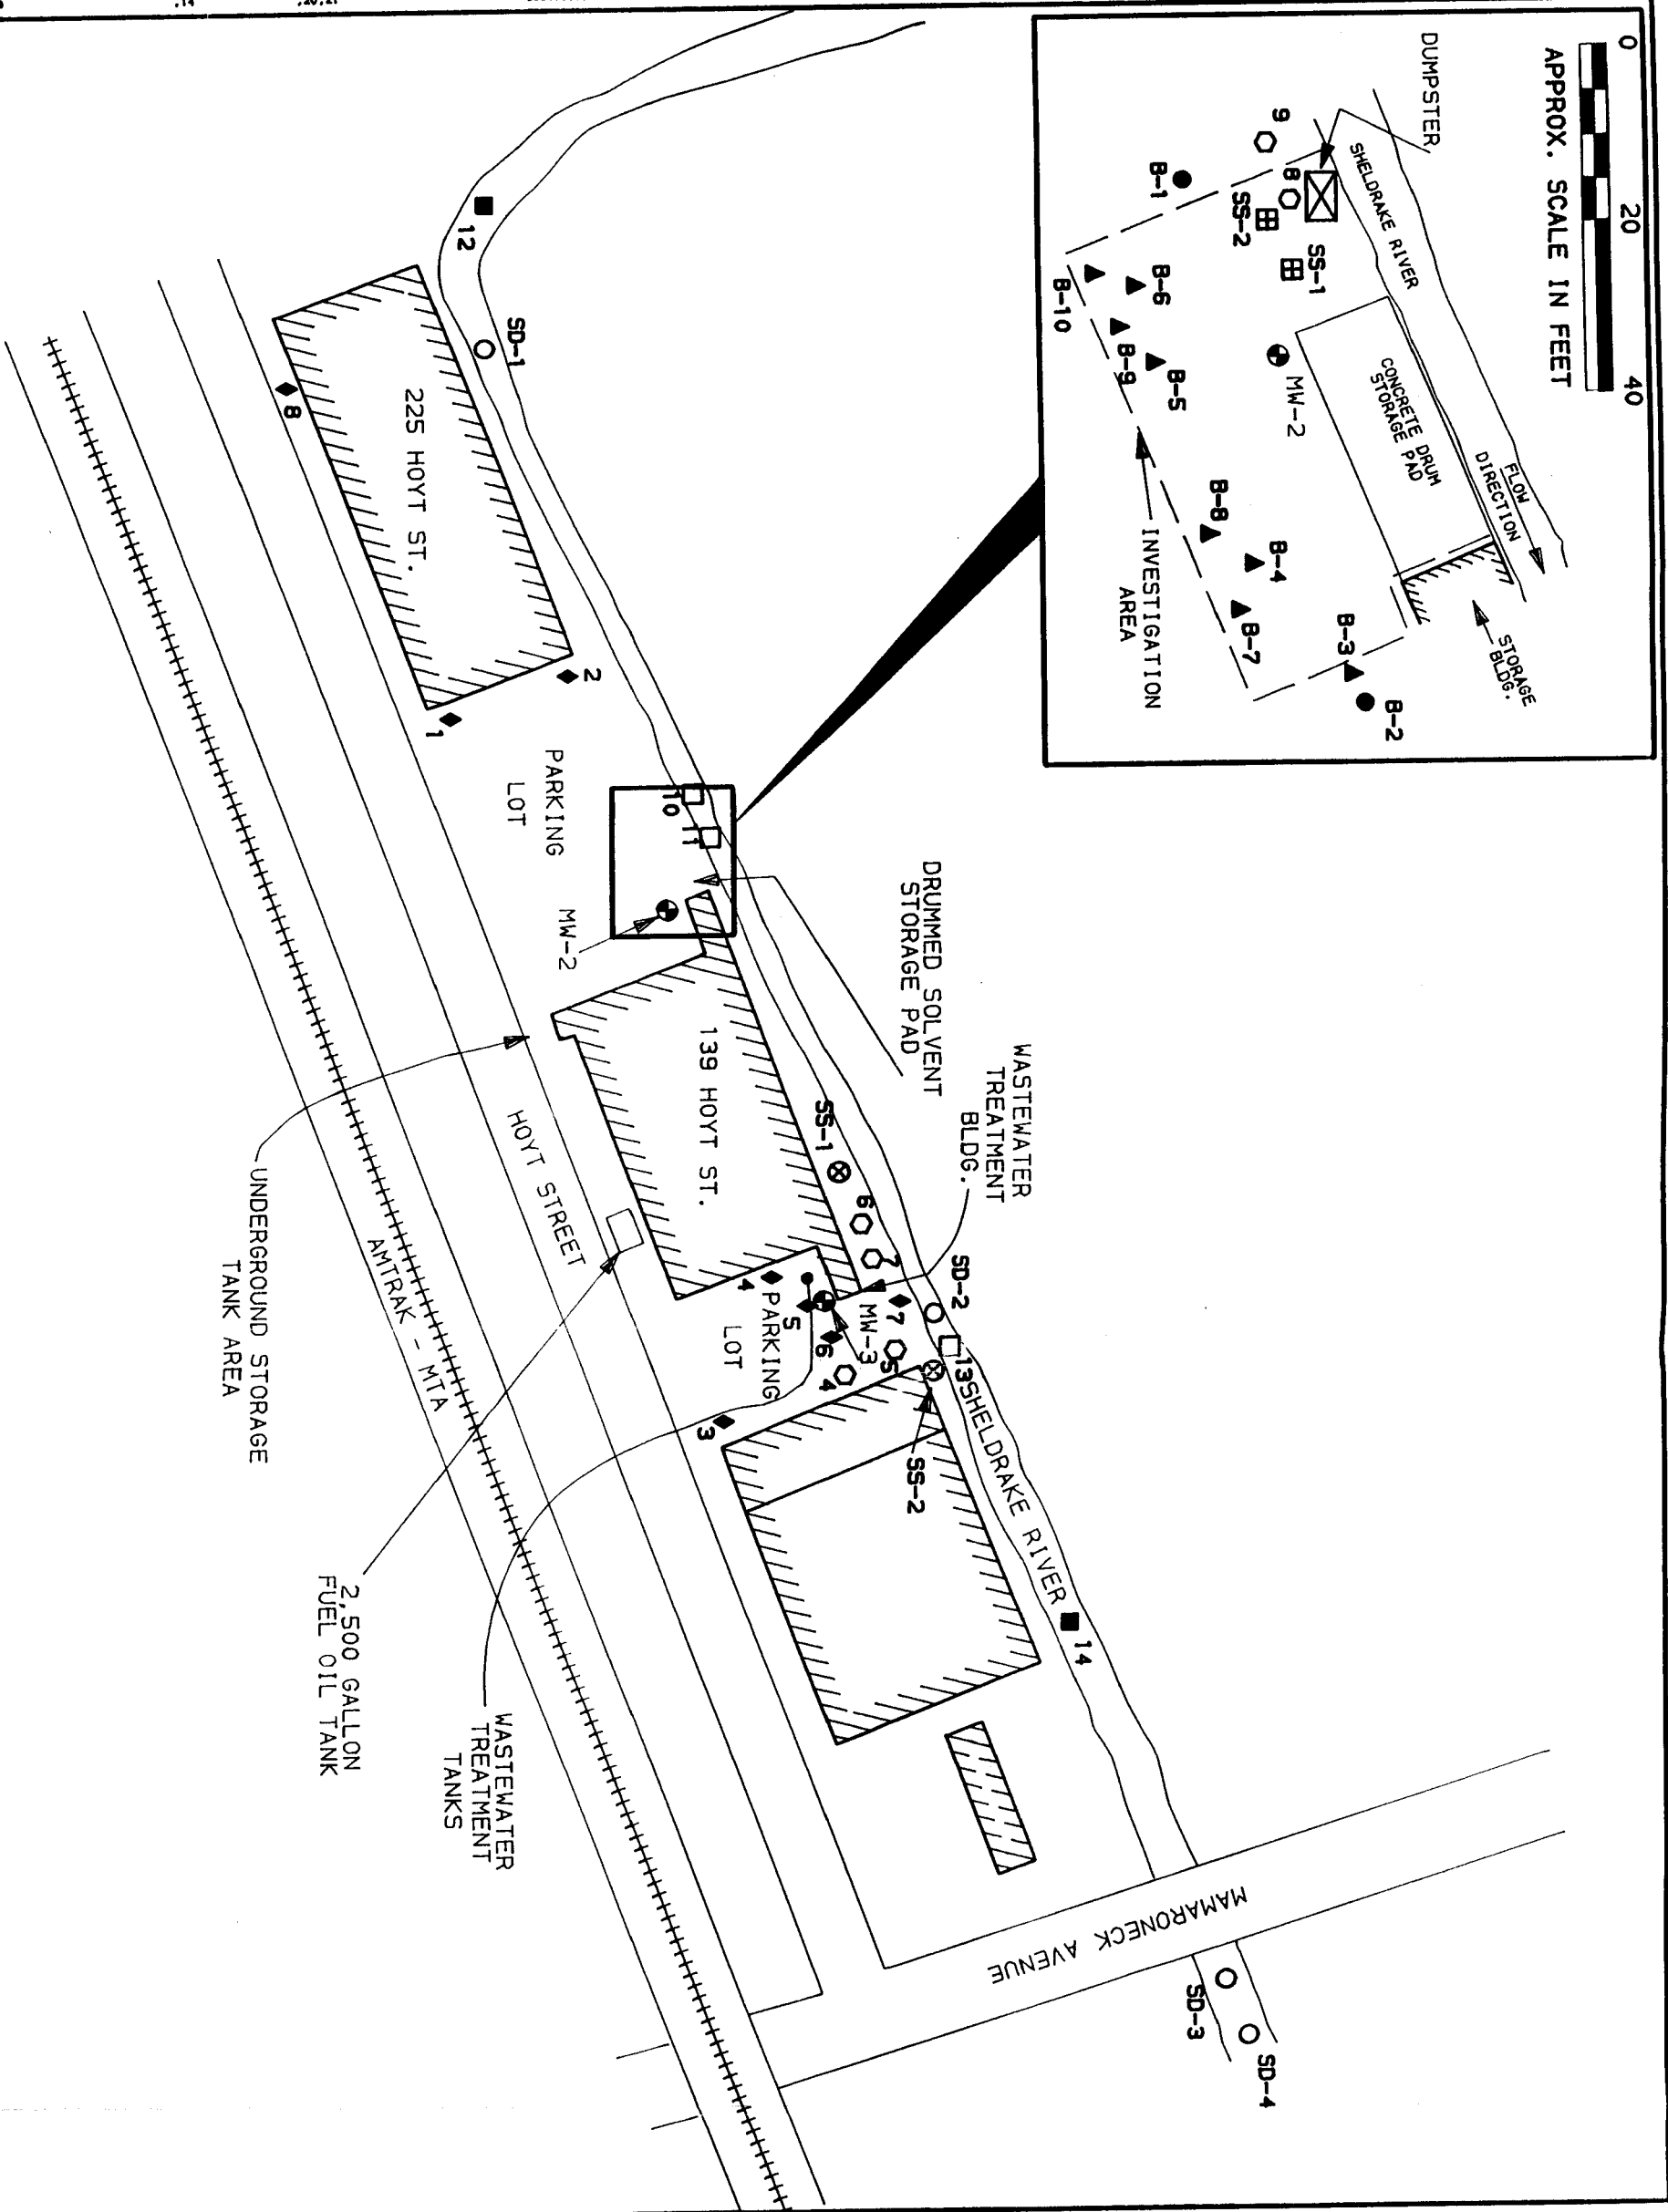 0 20 40
APPROX. SCALE IN FEET
DUMPSTER
SHELDRAKE RIVER
FLOW
DIRECTION
STORAGE
BLDG.
CONCRETE DRUM
STORAGE PAD
9
8
SS-2
SS-1
MW-2
B-1
B-6
B-10
B-9
B-5
B-8
B-4
B-7
B-3
B-2
INVESTIGATION
AREA
12
SD-1
225 HOYT ST.
8
2
1
PARKING
LOT
10
11
MW-2
DRUMMED SOLVENT
STORAGE PAD
WASTEWATER
TREATMENT
BLDG.
139 HOYT ST.
SS-1
6
7
SD-2
7
MW-3
5
13
4
5
6
4
PARKING
LOT
3
SS-2
SHELDRAKE RIVER
14
HOYT STREET
AMTRAK - MTA
UNDERGROUND STORAGE
TANK AREA
2,500 GALLON
FUEL OIL TANK
WASTEWATER
TREATMENT
TANKS
MAMARONECK AVENUE
SD-3
SD-4